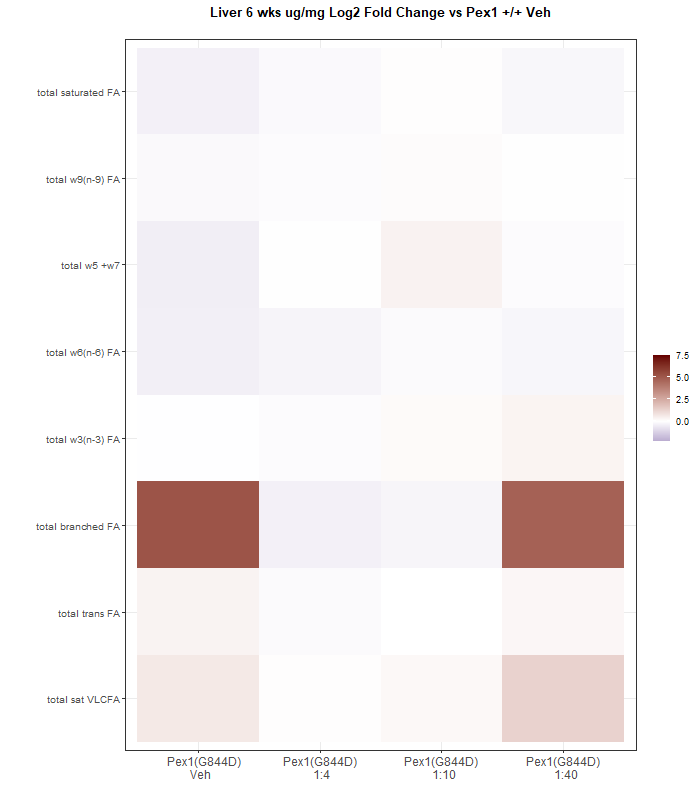 Liver 6 wks ug/mg Log2 Fold Change vs Pex1 +/+ Veh
total saturated FA
total w9(n-9) FA
total w5 +w7
total w6(n-6) FA
total w3(n-3) FA
total branched FA
total trans FA
total sat VLCFA
7.5
5.0
2.5
0.0
Pex1(G844D) Pex1(G844D) Pex1(G844D) Pex1(G844D)
Veh 1:4 1:10 1:40